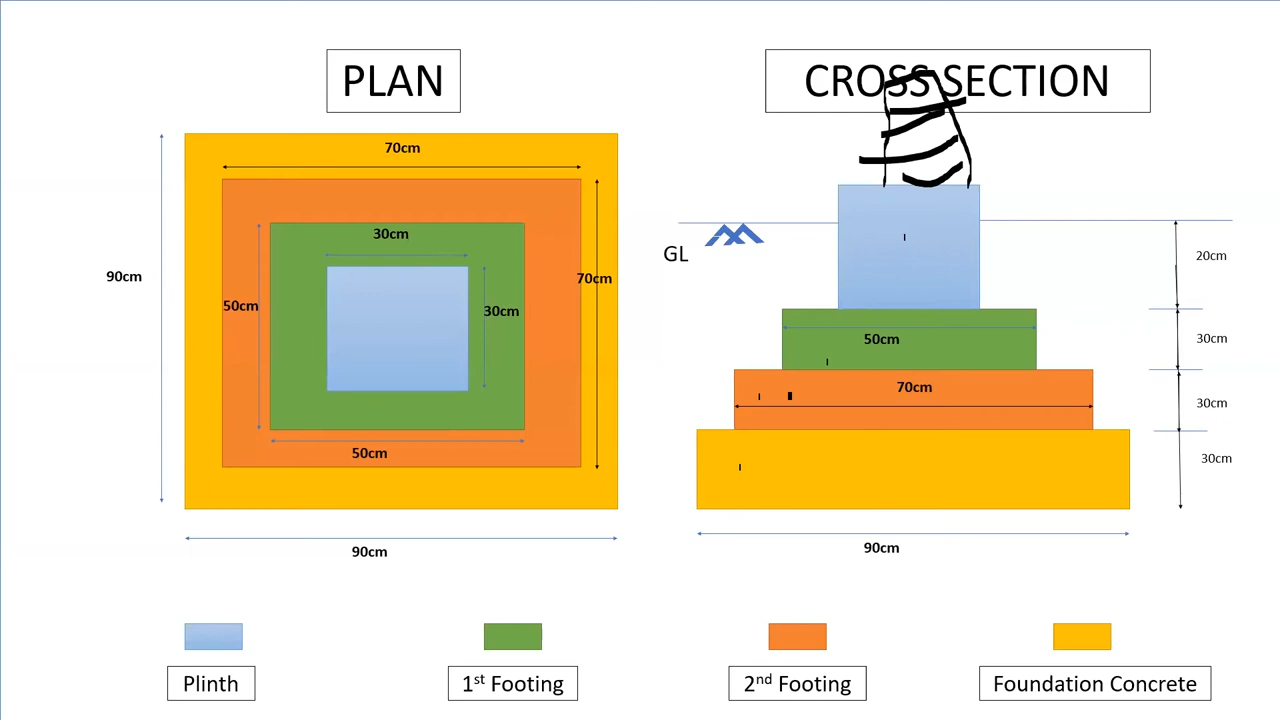 PLAN
CROSS SECTION
70cm
30cm
90cm
50cm
30cm
70cm
50cm
90cm
GL
20cm
50cm
30cm
70cm
30cm
30cm
90cm
Plinth
1st Footing
2nd Footing
Foundation Concrete